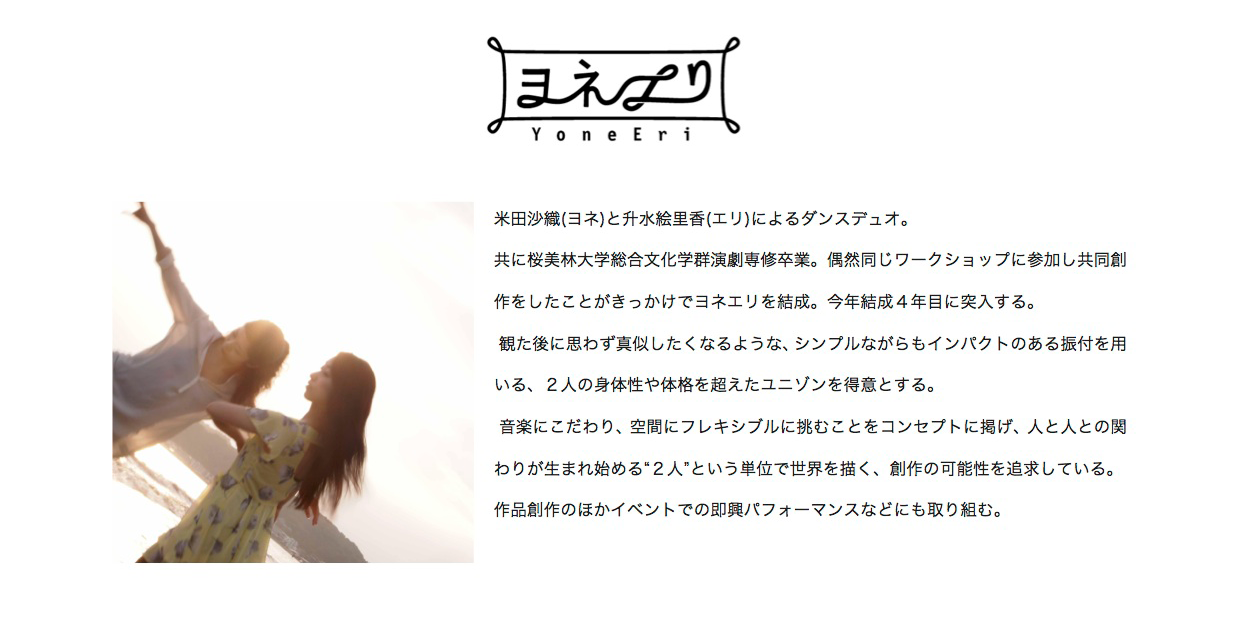 ヨネエリ
YoneEri
米田沙織(ヨネ)と升水絵里香(エリ)によるダンスデュオ。
共に桜美林大学総合文化学群演劇専修卒業。偶然同じワークショップに参加し共同創
作をしたことがきっかけでヨネエリを結成。今年結成４年目に突入する。
観た後に思わず真似したくなるような、シンプルながらもインパクトのある振付を用
いる、２人の身体性や体格を超えたユニゾンを得意とする。
音楽にこだわり、空間にフレキシブルに挑むことをコンセプトに掲げ、人と人との関
わりが生まれ始める“２人”という単位で世界を描く、創作の可能性を追求している。
作品創作のほかイベントでの即興パフォーマンスなどにも取り組む。